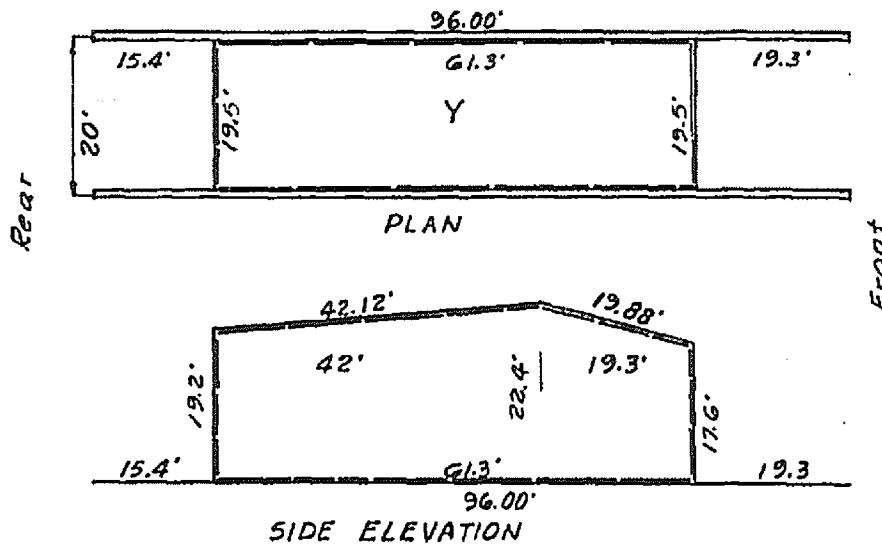 96.00'
15.4' 61.3' 19.3'
20' 19.5' Y 19.5'
Rear
PLAN
Front
42.12' 19.88'
19.2' 42' 22.4' 19.3' 17.6'
15.4' 61.3' 19.3
96.00'
SIDE ELEVATION